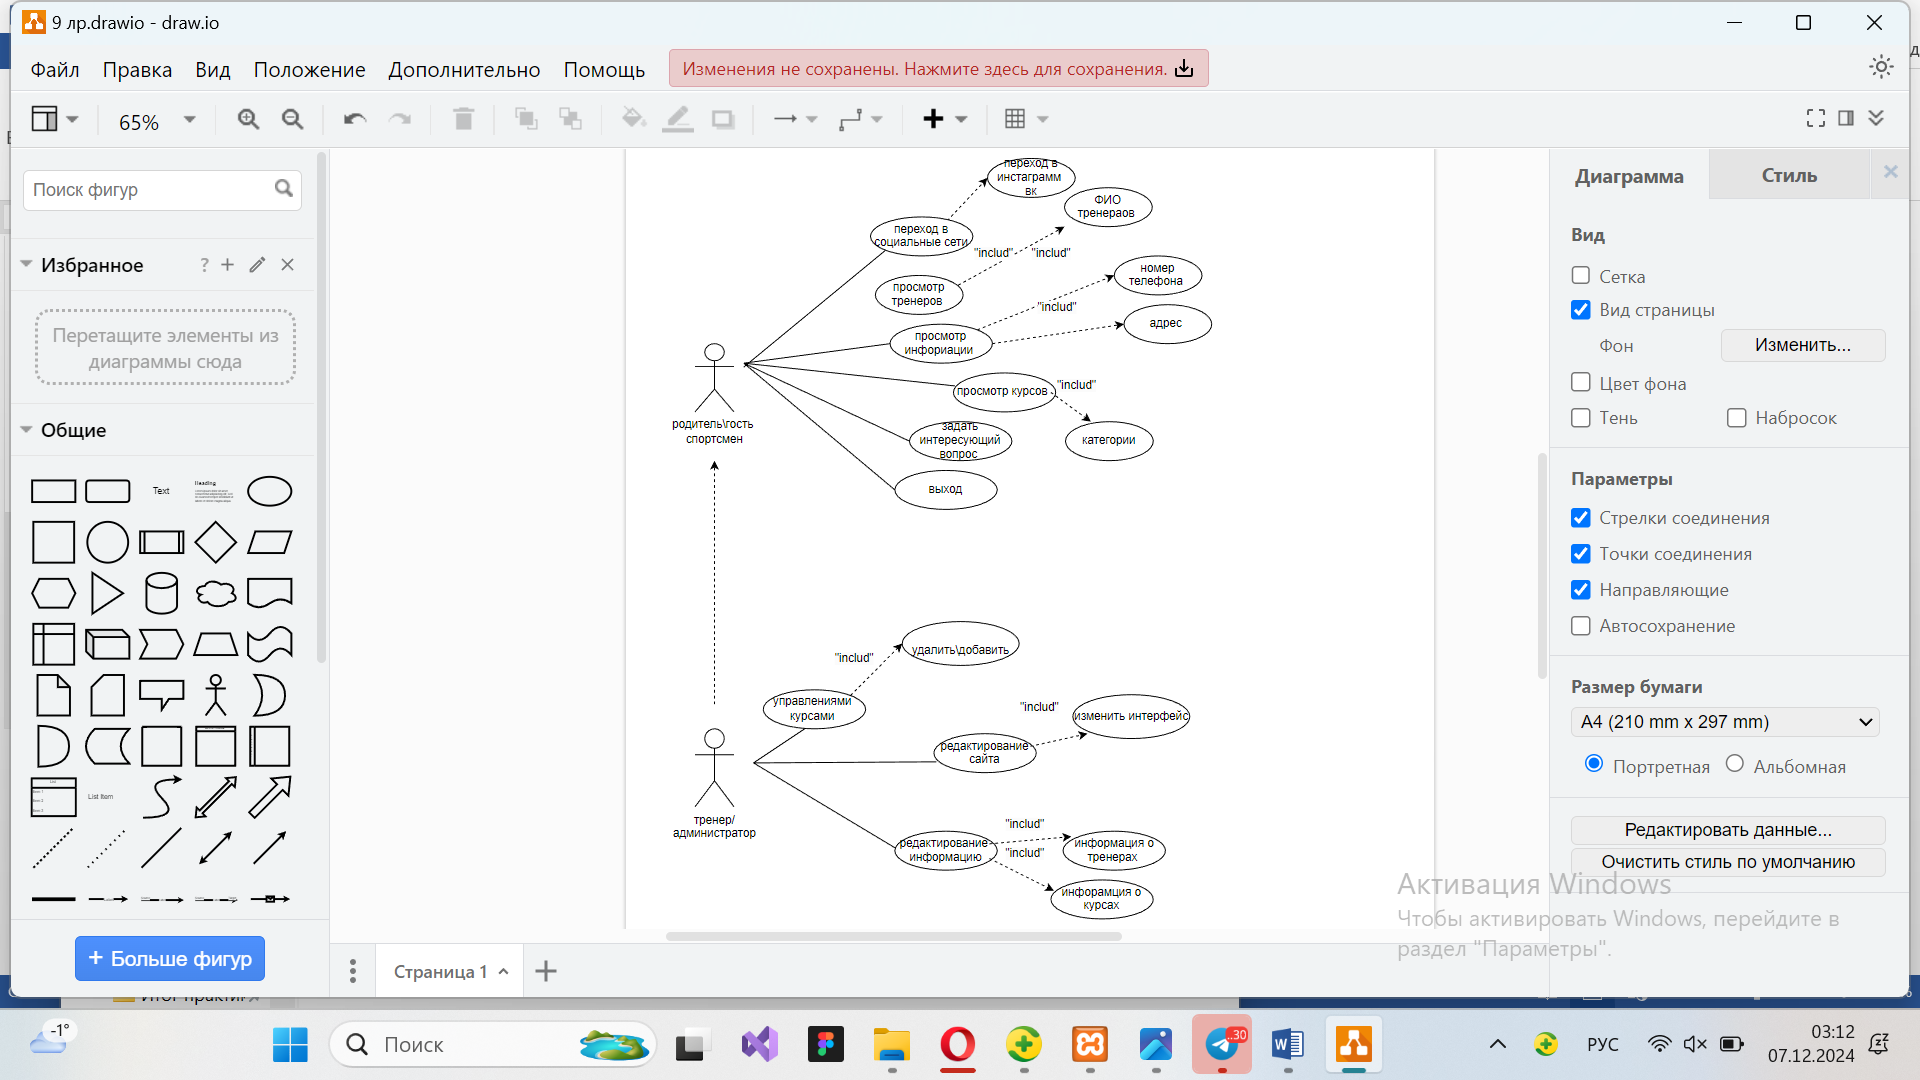 9 лр.drawio - draw.io
Файл Правка Вид Положение Дополнительно Помощь
Изменения не сохранены. Нажмите здесь для сохранения.
65%
Поиск фигур
Избранное
?
Перетащите элементы из
диаграммы сюда
Общие
Text
Heading
List Item
+ Больше фигур
переход в
инстаграмм
вк
ФИО
тренераов
переход в
социальные сети
"includ"
"includ"
просмотр
тренеров
номер
телефона
"includ"
адрес
просмотр
инфориации
просмотр курсов
"includ"
родитель\гость
спортсмен
задать
интересующий
вопрос
категории
выход
"includ"
удалить\добавить
управлениями
курсами
"includ"
изменить интерфейс
редактирование
сайта
тренер/
администратор
"includ"
редактирование
информацию
"includ"
информация о
тренерах
инфорамция о
курсах
Страница 1
Диаграмма
Стиль
Вид
Сетка
Вид страницы
Фон
Изменить...
Цвет фона
Тень
Набросок
Параметры
Стрелки соединения
Точки соединения
Направляющие
Автосохранение
Размер бумаги
A4 (210 mm x 297 mm)
Портретная
Альбомная
Редактировать данные...
Очистить стиль по умолчанию
Активация Windows
Чтобы активировать Windows, перейдите в
раздел "Параметры".
-1°
Поиск
..30
РУС
03:12
07.12.2024